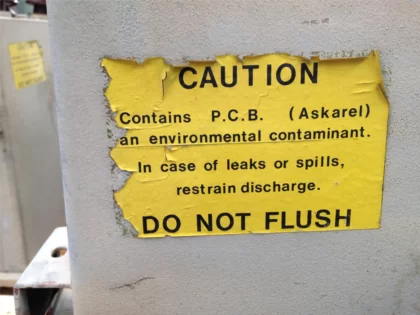 CAUTION
Contains P.C.B. (Askarel)
an environmental contaminant.
In case of leaks or spills,
restrain discharge.
DO NOT FLUSH